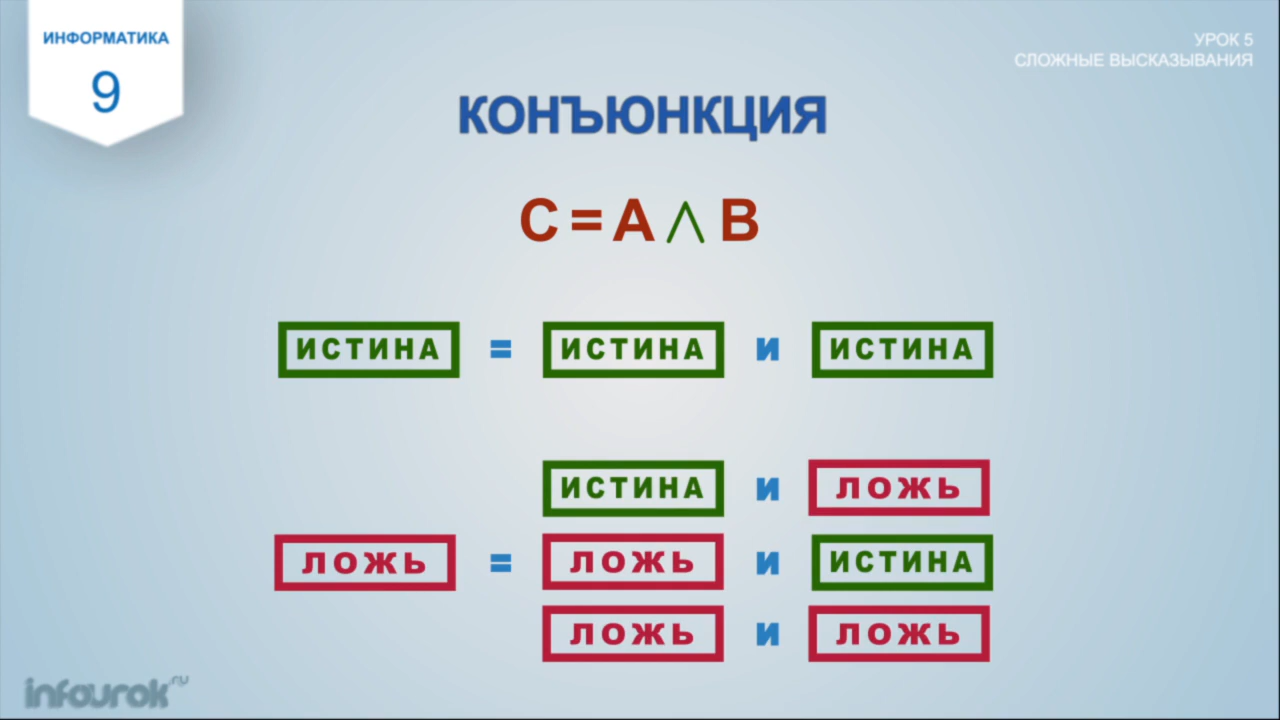 ИНФОРМАТИКА
9
УРОК 5
СЛОЖНЫЕ ВЫСКАЗЫВАНИЯ
КОНЪЮНКЦИЯ
C = A ∧ B
ИСТИНА = ИСТИНА И ИСТИНА
ИСТИНА И ЛОЖЬ
ЛОЖЬ = ЛОЖЬ И ИСТИНА
ЛОЖЬ И ЛОЖЬ
infourok.ru